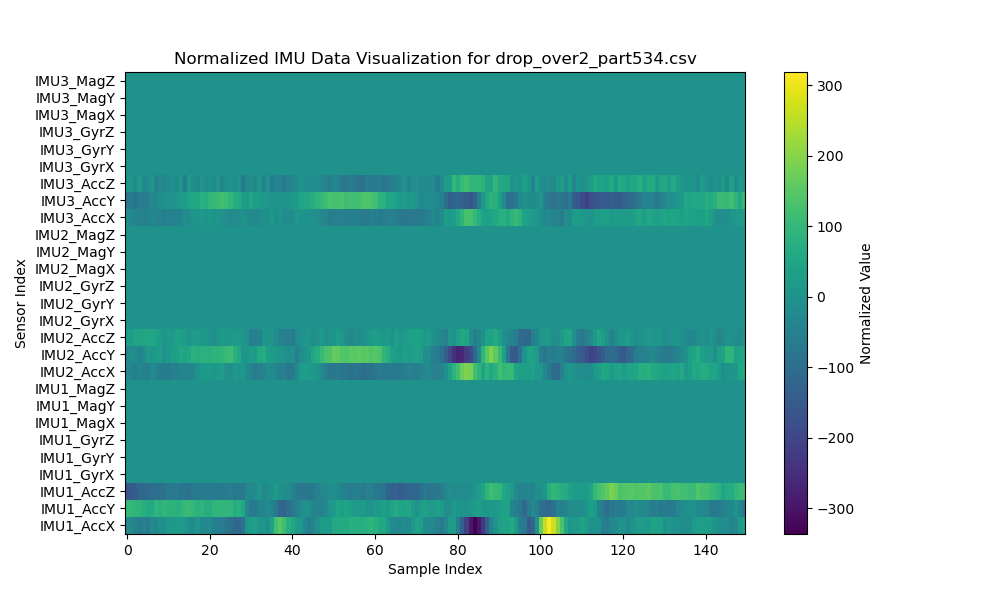 Normalized IMU Data Visualization for drop_over2_part534.csv
IMU3_MagZ
IMU3_MagY
IMU3_MagX
IMU3_GyrZ
IMU3_GyrY
IMU3_GyrX
IMU3_AccZ
IMU3_AccY
IMU3_AccX
IMU2_MagZ
IMU2_MagY
IMU2_MagX
IMU2_GyrZ
IMU2_GyrY
IMU2_GyrX
IMU2_AccZ
IMU2_AccY
IMU2_AccX
IMU1_MagZ
IMU1_MagY
IMU1_MagX
IMU1_GyrZ
IMU1_GyrY
IMU1_GyrX
IMU1_AccZ
IMU1_AccY
IMU1_AccX
Sensor Index
0 20 40 60 80 100 120 140
Sample Index
300
200
100
0
−100
−200
−300
Normalized Value